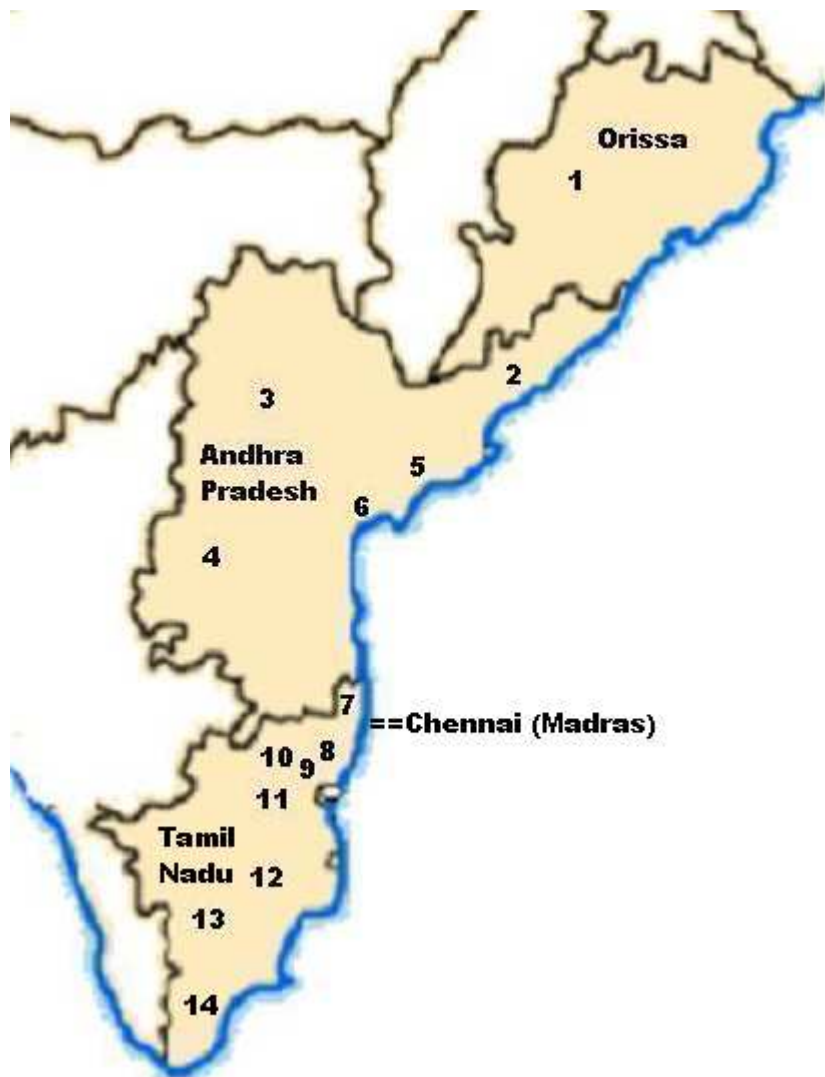 Orissa
1
2
3
Andhra
Pradesh
5
6
4
7
==Chennai (Madras)
8
10
9
11
Tamil
Nadu
12
13
14